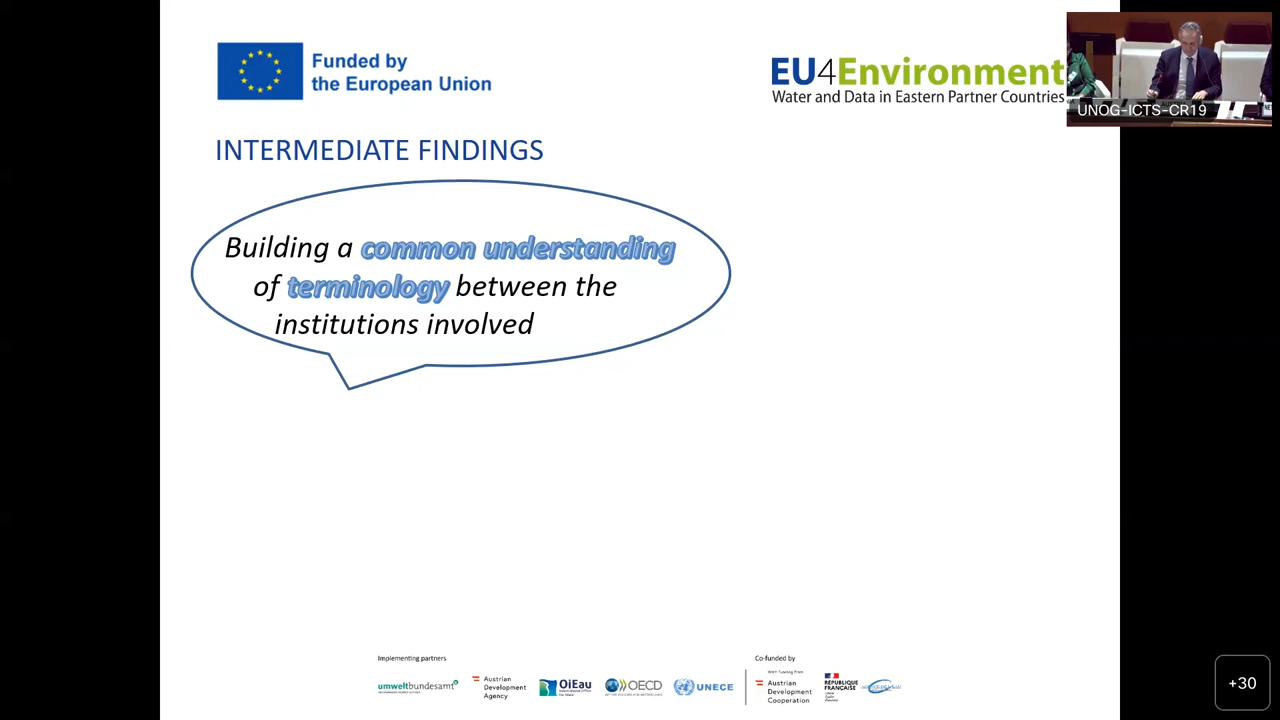 Funded by
the European Union
EU4Environment
Water and Data in Eastern Partner Countries
UNOG-ICTS-CR19
INTERMEDIATE FINDINGS
Building a common understanding
of terminology between the
institutions involved
Implementing partners
Co-funded by
umweltbundesamt
Austrian
Development
Agency
OiEau
OECD
UNECE
Austrian
Development
Cooperation
RÉPUBLIQUE
FRANÇAISE
+30